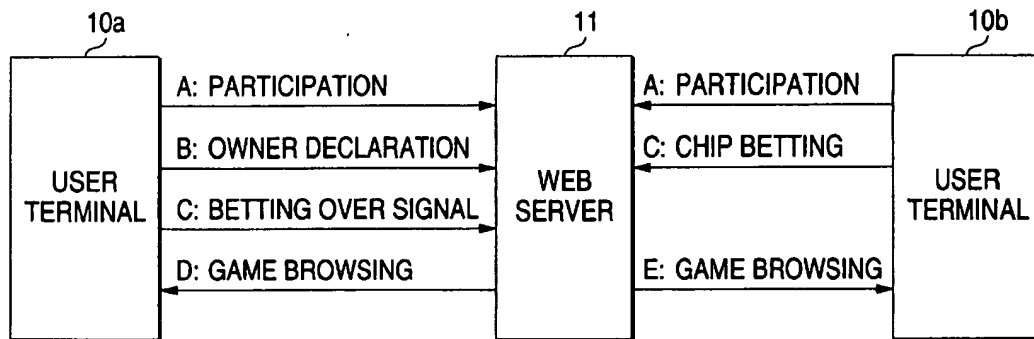 10a
11
10b
A: PARTICIPATION
A: PARTICIPATION
B: OWNER DECLARATION
C: CHIP BETTING
USER
TERMINAL
WEB
SERVER
USER
TERMINAL
C: BETTING OVER SIGNAL
D: GAME BROWSING
E: GAME BROWSING